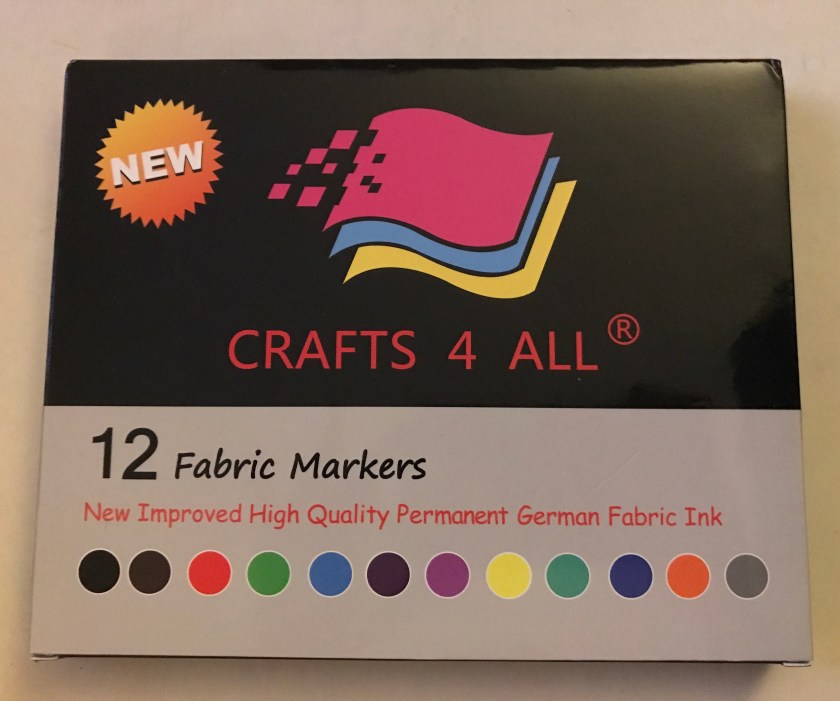 NEW
CRAFTS 4 ALL ®
12 Fabric Markers
New Improved High Quality Permanent German Fabric Ink